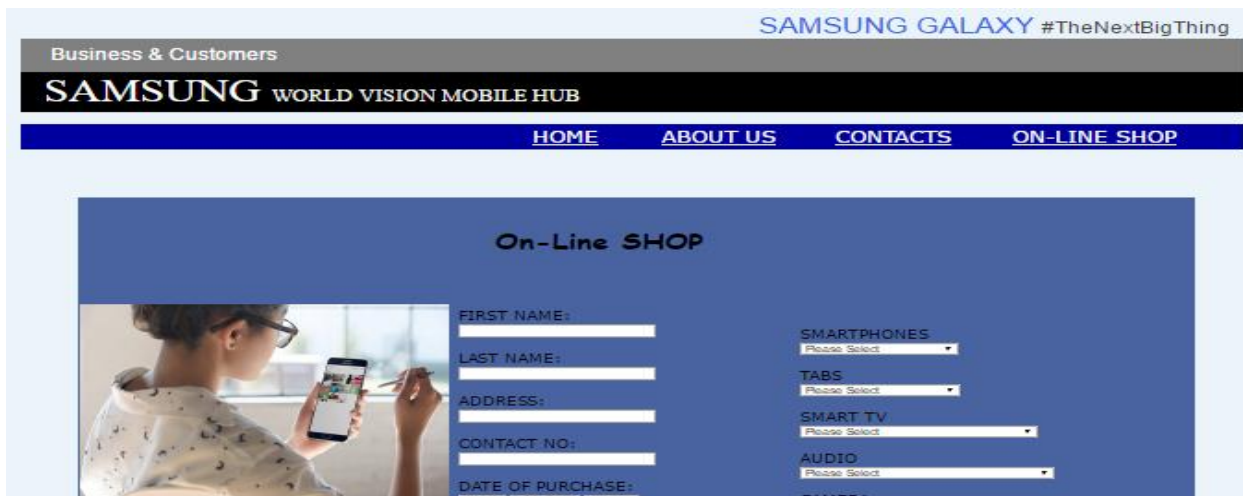 SAMSUNG GALAXY #TheNextBigThing
Business & Customers
SAMSUNG WORLD VISION MOBILE HUB
HOME ABOUT US CONTACTS ON-LINE SHOP
On-Line SHOP
FIRST NAME:
LAST NAME:
ADDRESS:
CONTACT NO:
DATE OF PURCHASE:
SMARTPHONES
Please Select
TABS
Please Select
SMART TV
Please Select
AUDIO
Please Select